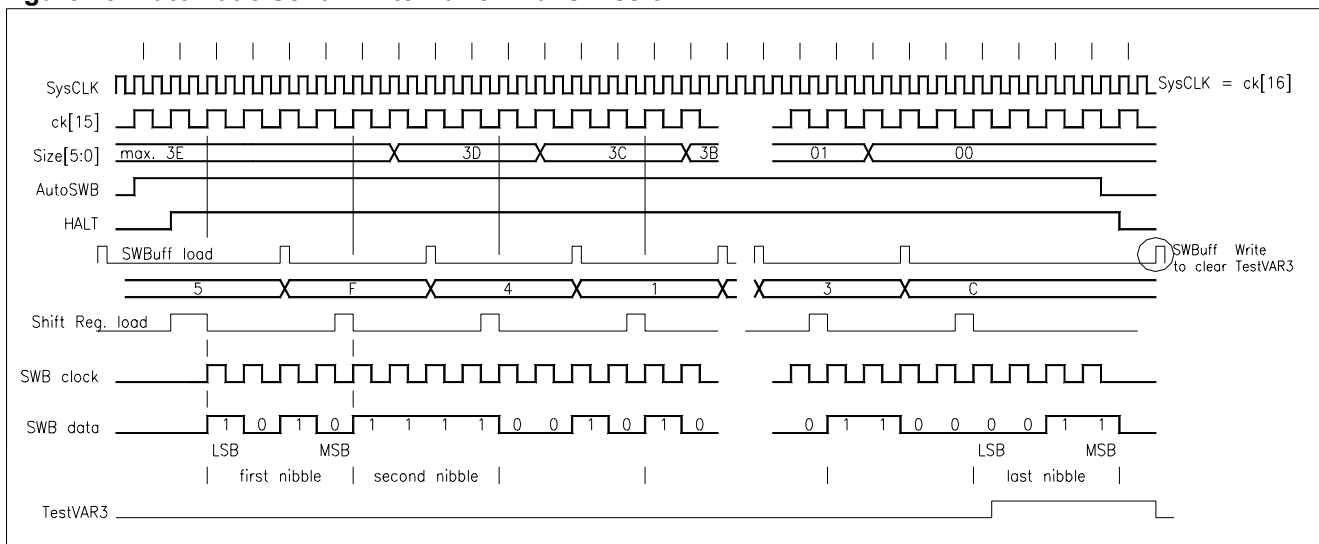 SysCLK SysCLK = ck[16]
ck[15]
Size[5:0] max. 3E 3D 3C 3B 01 00
AutoSWB
HALT
SWBuff load SWBuff Write
to clear TestVAR3
5 F 4 1 3 C
Shift Reg. load
SWB clock
SWB data 1 0 1 0 1 1 1 1 0 0 1 0 1 0 0 1 1 0 0 0 0 1 1
LSB MSB LSB MSB
first nibble second nibble last nibble
TestVAR3